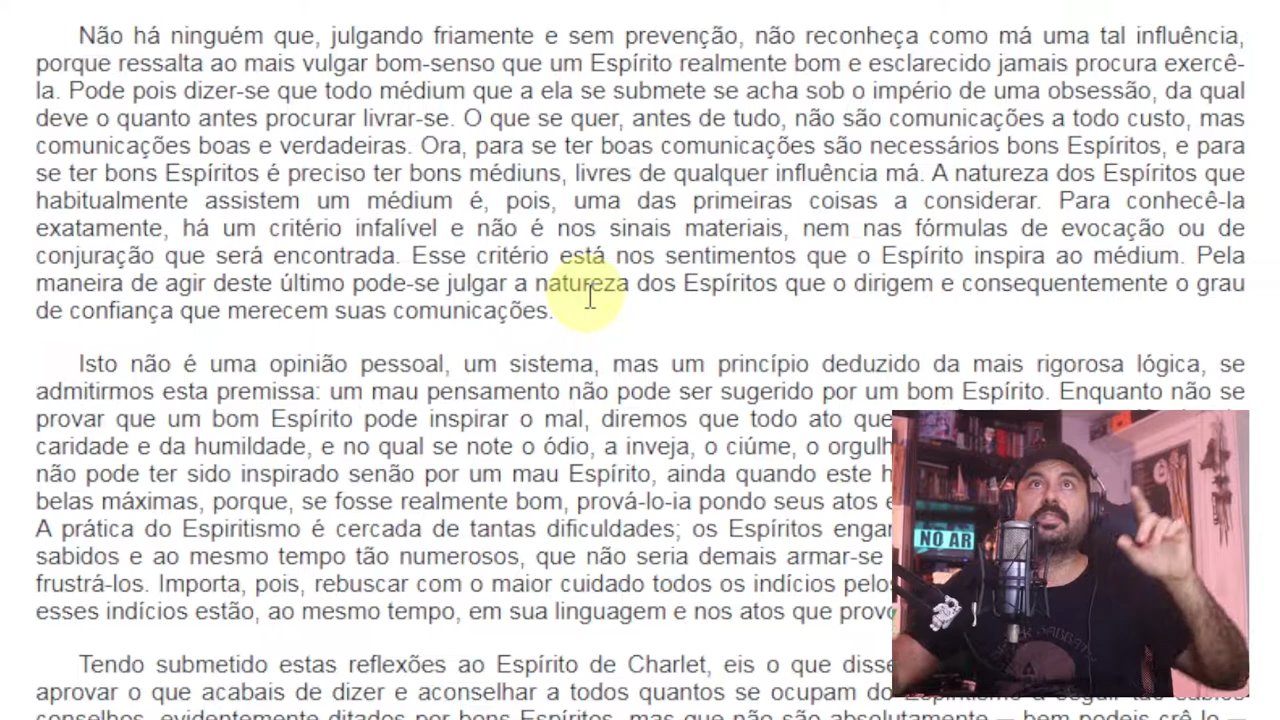 Não há ninguém que, julgando friamente e sem prevenção, não reconheça como má uma tal influência,
porque ressalta ao mais vulgar bom-senso que um Espírito realmente bom e esclarecido jamais procura exercê-
la. Pode pois dizer-se que todo médium que a ela se submete se acha sob o império de uma obsessão, da qual
deve o quanto antes procurar livrar-se. O que se quer, antes de tudo, não são comunicações a todo custo, mas
comunicações boas e verdadeiras. Ora, para se ter boas comunicações são necessários bons Espíritos, e para
se ter bons Espíritos é preciso ter bons médiuns, livres de qualquer influência má. A natureza dos Espíritos que
habitualmente assistem um médium é, pois, uma das primeiras coisas a considerar. Para conhecê-la
exatamente, há um critério infalível e não é nos sinais materiais, nem nas fórmulas de evocação ou de
conjuração que será encontrada. Esse critério está nos sentimentos que o Espírito inspira ao médium. Pela
maneira de agir deste último pode-se julgar a natureza dos Espíritos que o dirigem e consequentemente o grau
de confiança que merecem suas comunicações.
Isto não é uma opinião pessoal, um sistema, mas um princípio deduzido da mais rigorosa lógica, se
admitirmos esta premissa: um mau pensamento não pode ser sugerido por um bom Espírito. Enquanto não se
provar que um bom Espírito pode inspirar o mal, diremos que todo ato que
caridade e da humildade, e no qual se note o ódio, a inveja, o ciúme, o
não pode ter sido inspirado senão por um mau Espírito, ainda quando este
belas máximas, porque, se fosse realmente bom, prová-lo-ia pondo seus atos
A prática do Espiritismo é cercada de tantas dificuldades; os Espíritos
sabidos e ao mesmo tempo tão numerosos, que não seria demais armar-se
frustrá-los. Importa, pois, rebuscar com o maior cuidado todos os indícios
esses indícios estão, ao mesmo tempo, em sua linguagem e nos atos que
NO AR
Tendo submetido estas reflexões ao Espírito de Charlet, eis o que
aprovar o que acabais de dizer e aconselhar a todos quantos se ocupam
conselhos, evidentemente ditados por bons Espíritos, mas que não são absolutamente — bem podeis crê-lo —